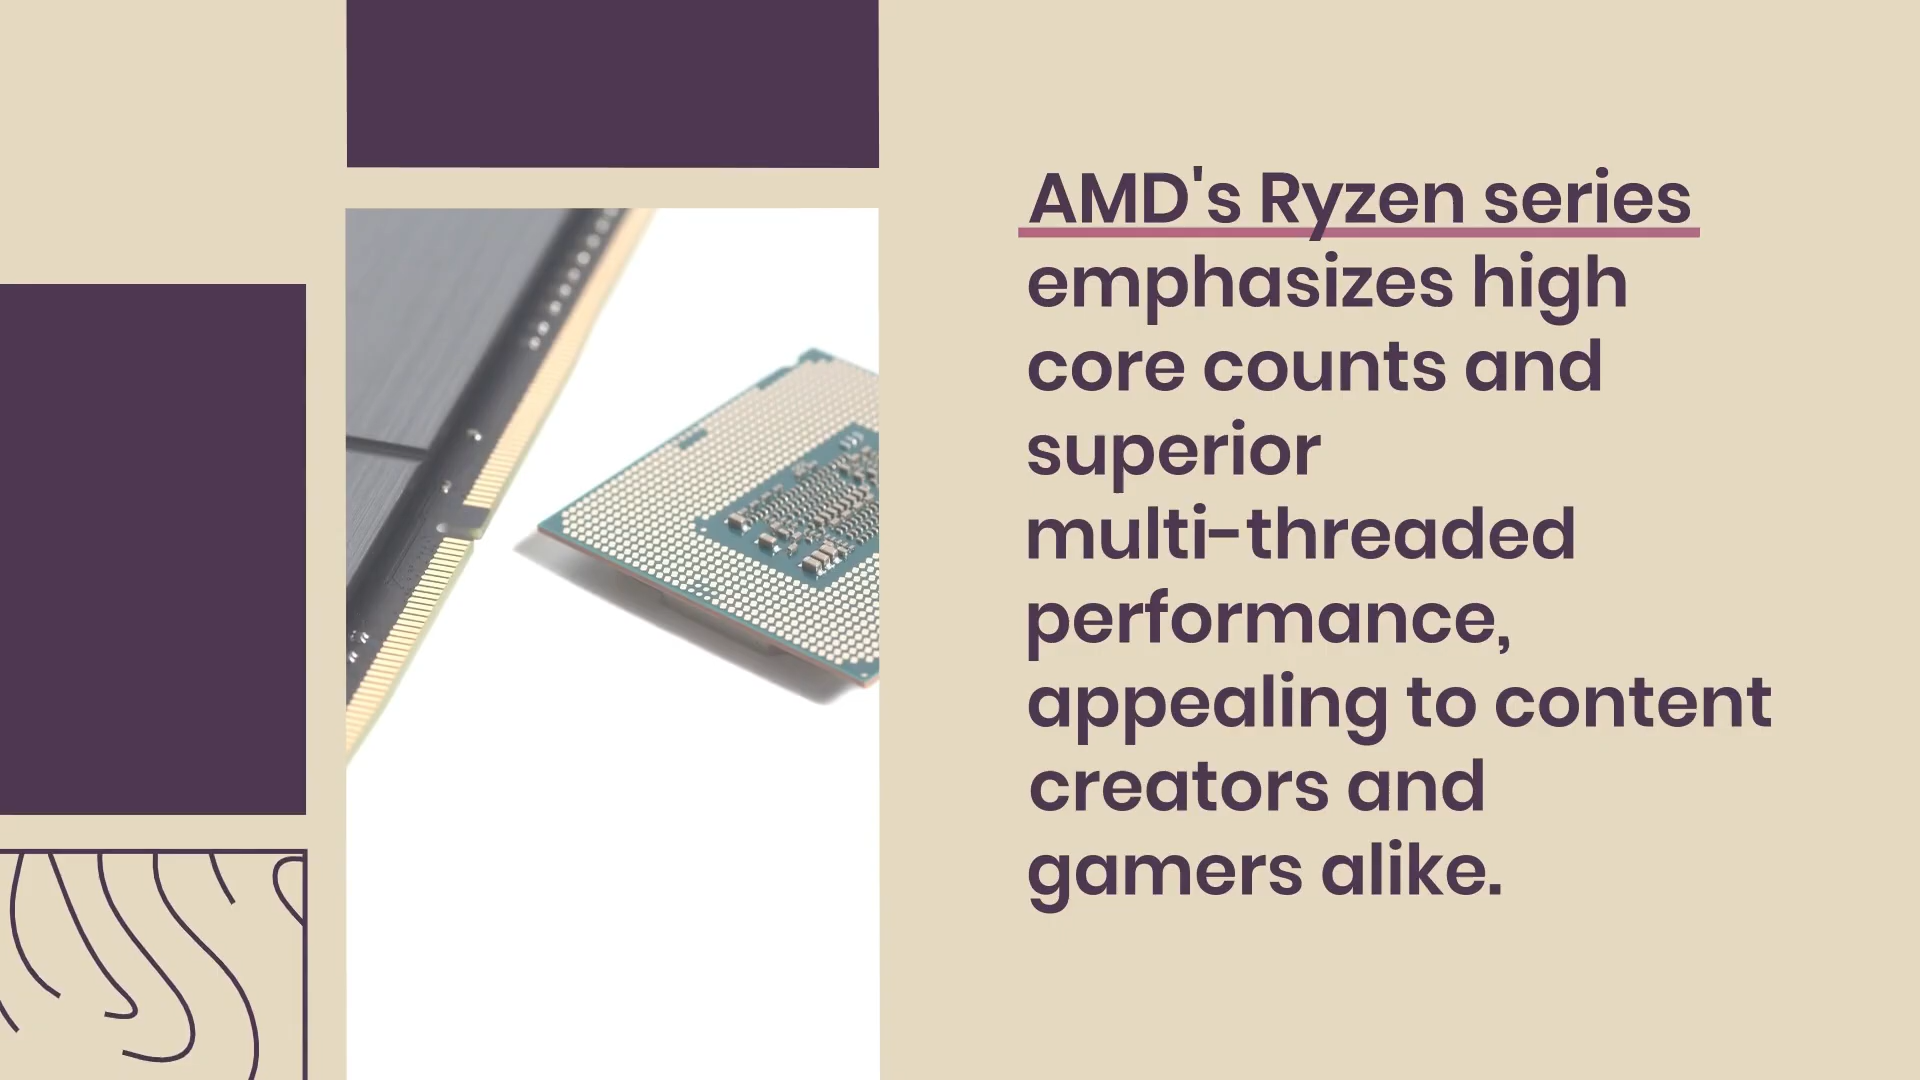 AMD's Ryzen series
emphasizes high
core counts and
superior
multi-threaded
performance,
appealing to content
creators and
gamers alike.